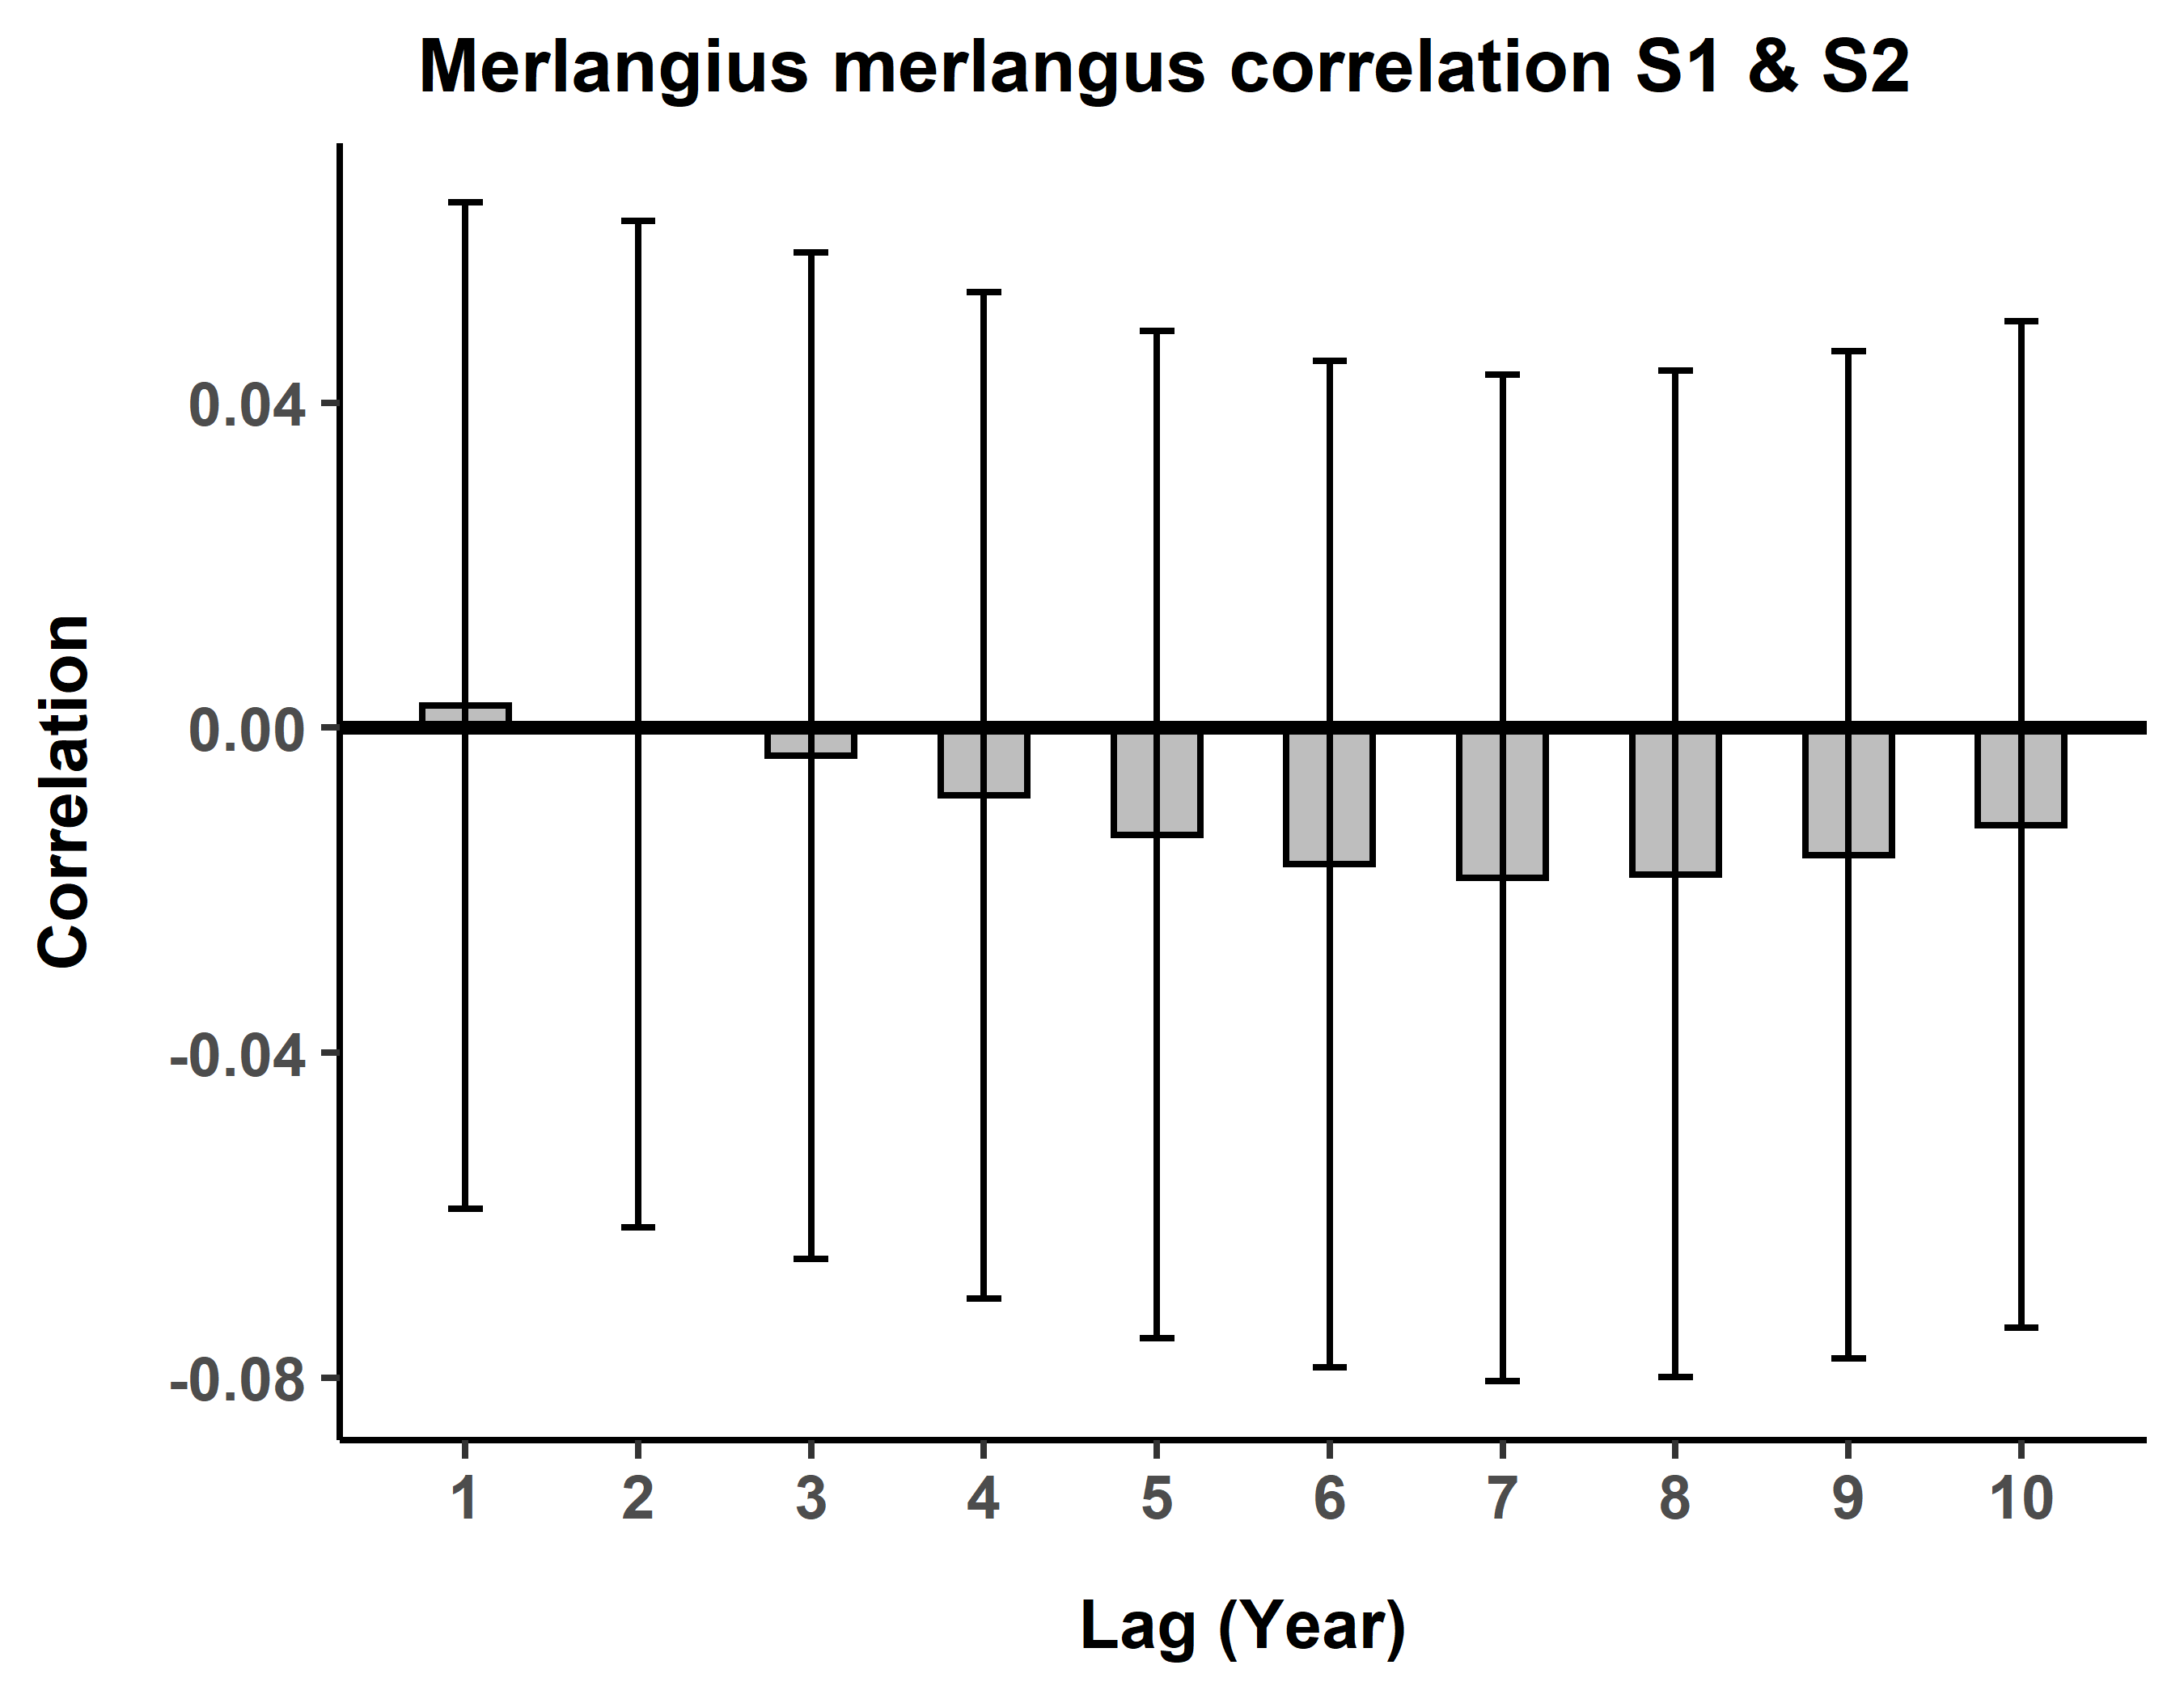 Merlangius merlangus correlation S1 & S2
Correlation
0.04
0.00
-0.04
-0.08
1 2 3 4 5 6 7 8 9 10
Lag (Year)